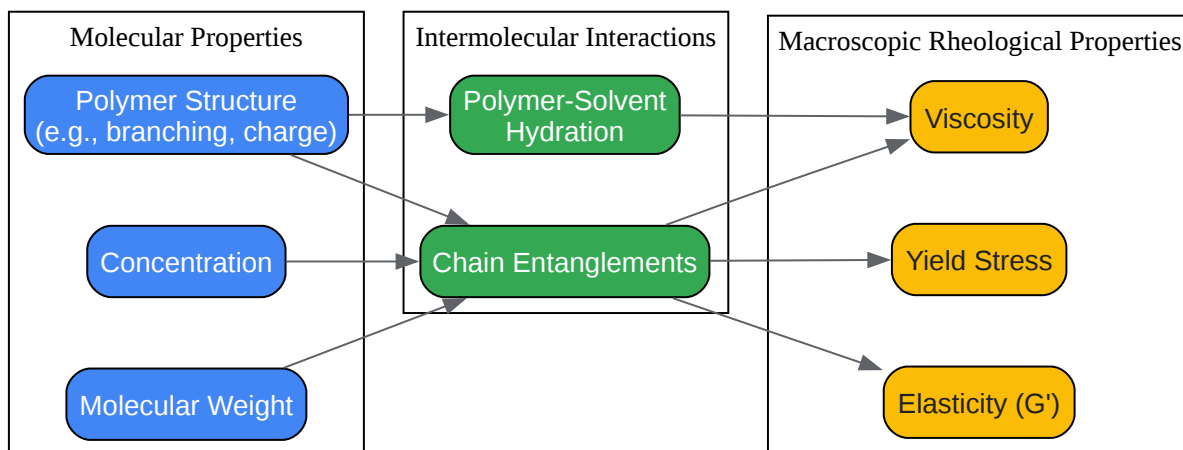 Molecular Properties
Polymer Structure
(e.g., branching, charge)
Concentration
Molecular Weight
Intermolecular Interactions
Polymer-Solvent
Hydration
Chain Entanglements
Macroscopic Rheological Properties
Viscosity
Yield Stress
Elasticity (G')